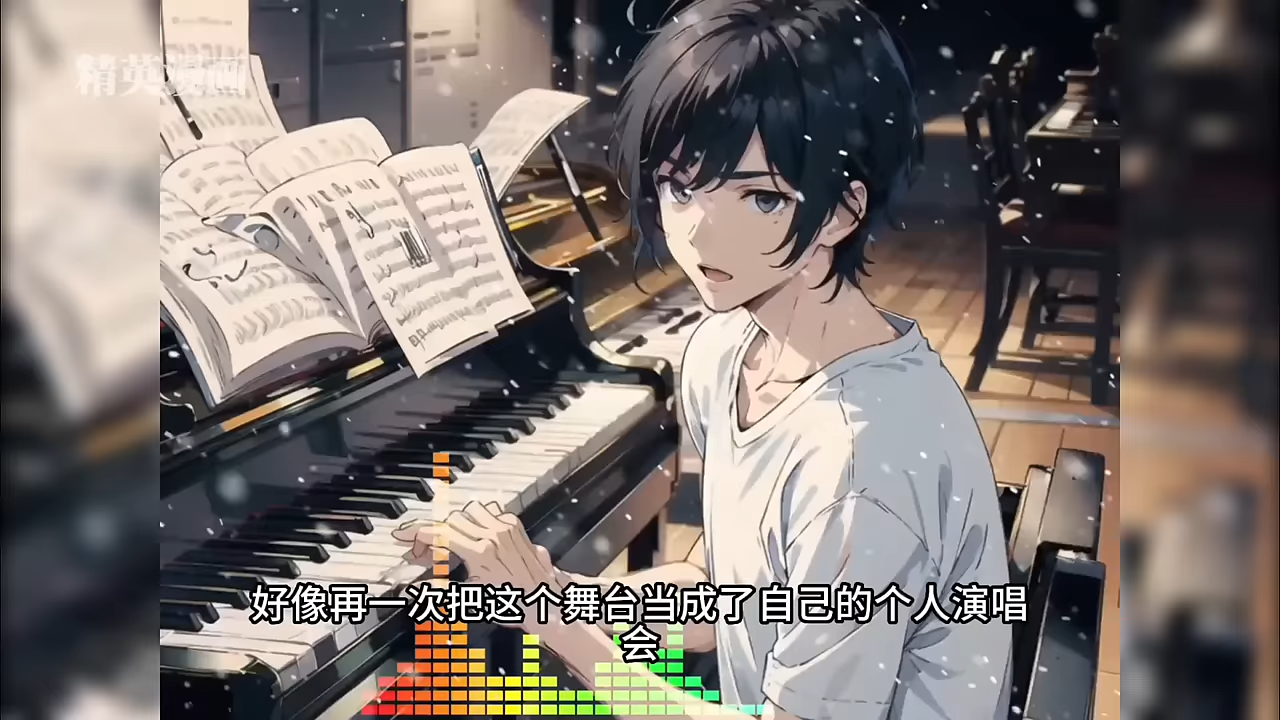 精英漫画
好像再一次把这个舞台当成了自己的个人演唱
会